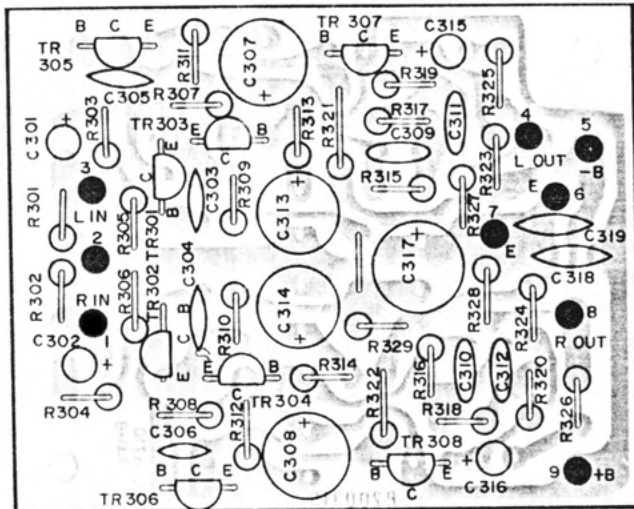 TR 307
C315
B C E
B C E
TR 305
R311
C307
R319
R325
C305
R307
R317
C311
C301
R303
TR303
R313
R321
C309
4
5
E B
C
3
E
C
B
R315
R323
L OUT
-B
R301
L IN
R305
TR301
C303
R309
C313
R327
E
6
7
E
C319
2
C304
C317
C318
R302
R306
TR302
B
C
E
C314
R328
R324
B
R IN
R310
R329
R OUT
C302
1
R316
C310
C312
R320
R304
E C B
R314
R322
R326
R308
R312
TR304
R318
C306
C308
TR308
B C E
B C E
C316
9
+B
TR306